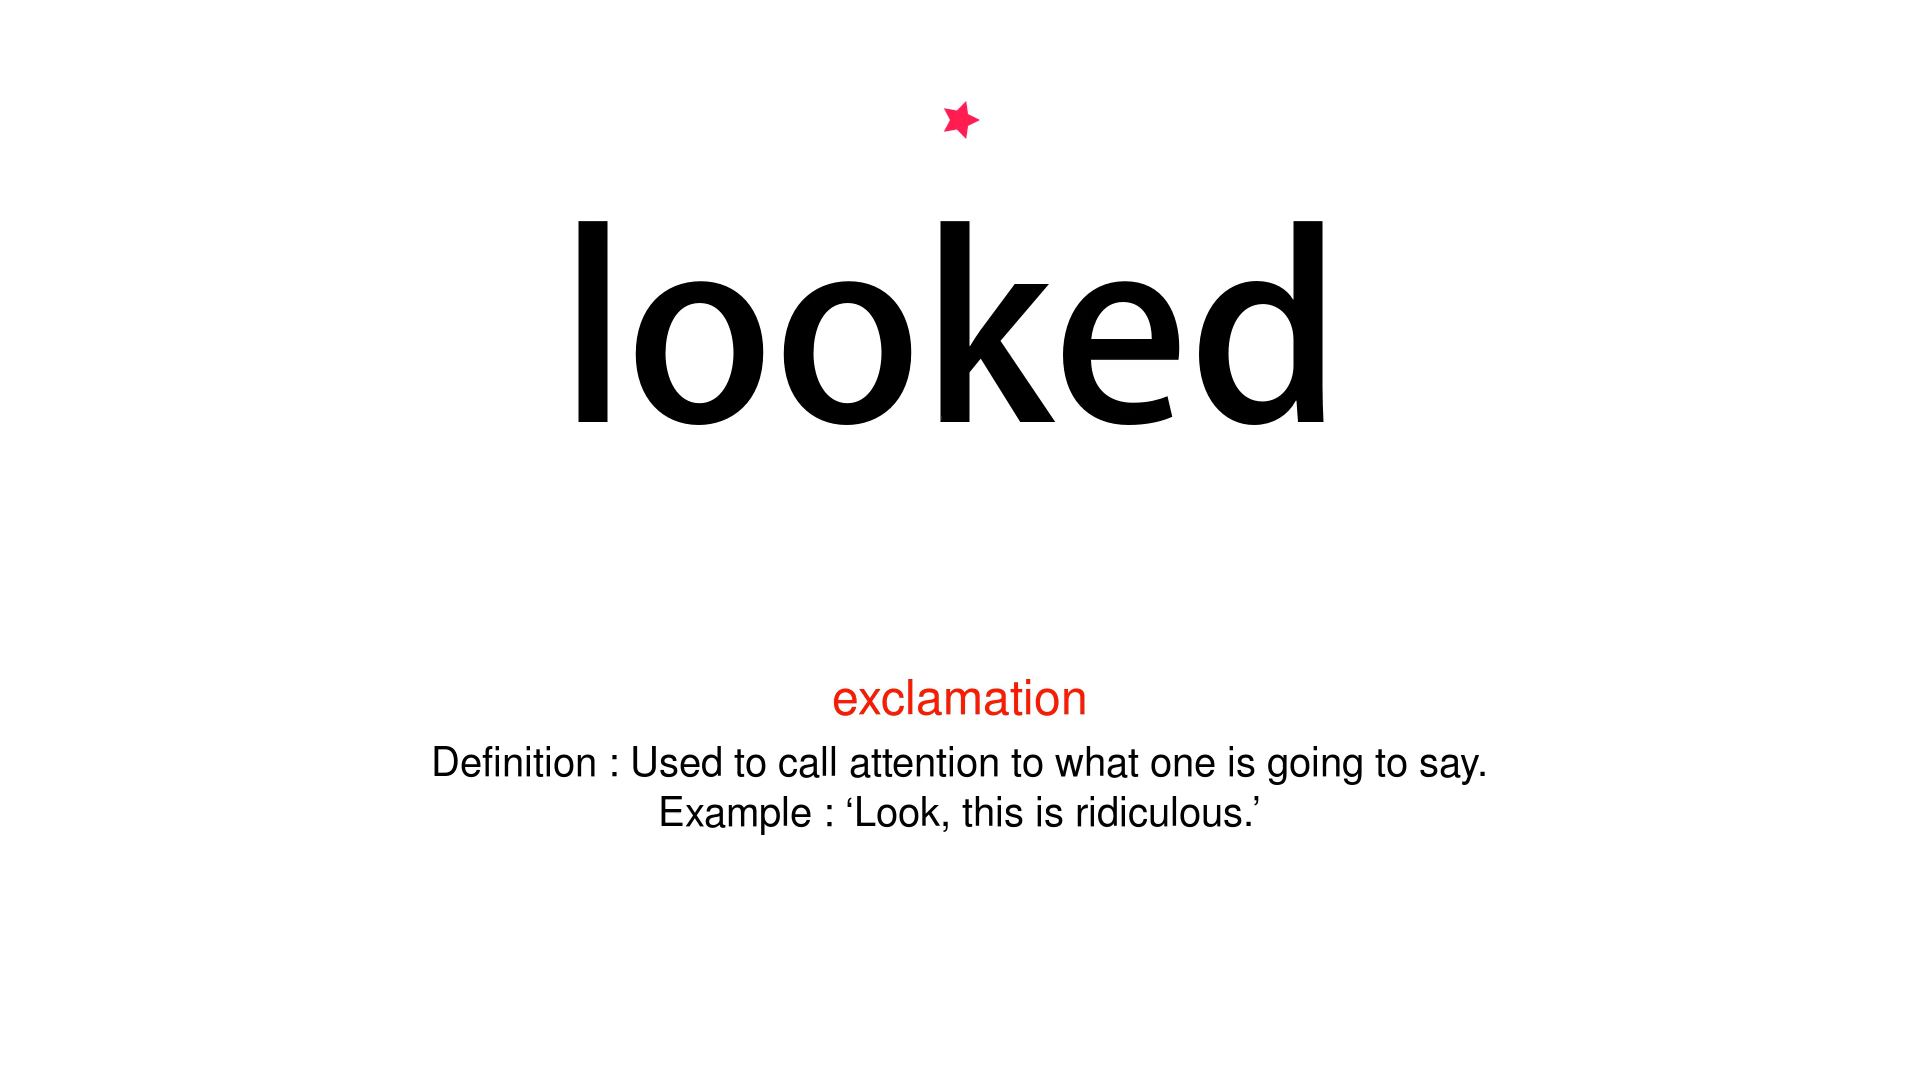 looked
exclamation
Definition : Used to call attention to what one is going to say.
Example : ‘Look, this is ridiculous.’